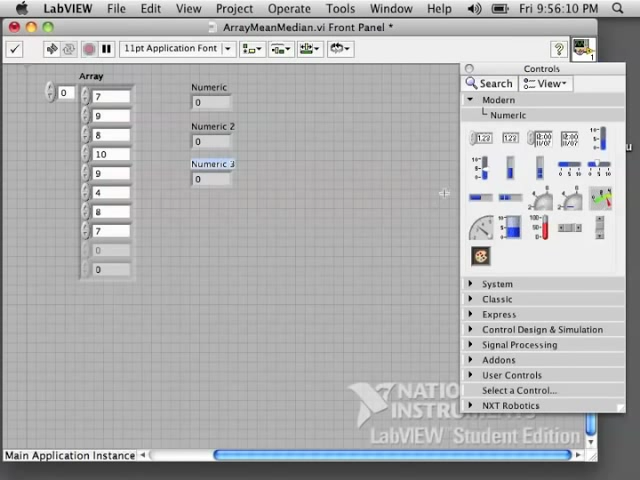 LabVIEW File Edit View Project Operate Tools Window Help Fri 9:56:10 PM
ArrayMeanMedian.vi Front Panel *
11pt Application Font
?
1
Array
0
7
9
8
10
9
4
8
7
0
0
Numeric
0
Numeric 2
0
Numeric 3
0
Controls
Search View
Modern
Numeric
System
Classic
Express
Control Design & Simulation
Signal Processing
Addons
User Controls
Select a Control...
NXT Robotics
INSTRUMENTS
LabVIEW Student Edition
Main Application Instance